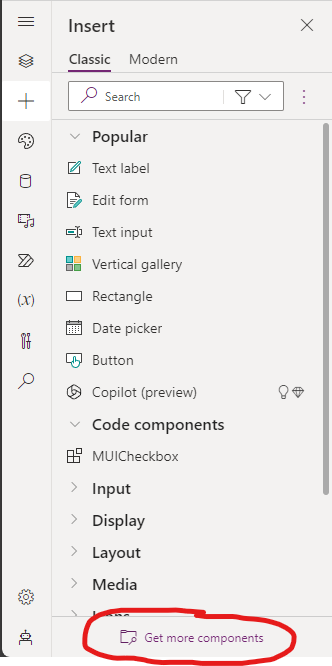 Insert
Classic Modern
Search
Popular
Text label
Edit form
Text input
Vertical gallery
Rectangle
Date picker
Button
Copilot (preview)
Code components
MUICheckbox
(x)
Input
Display
Layout
Media
Get more components